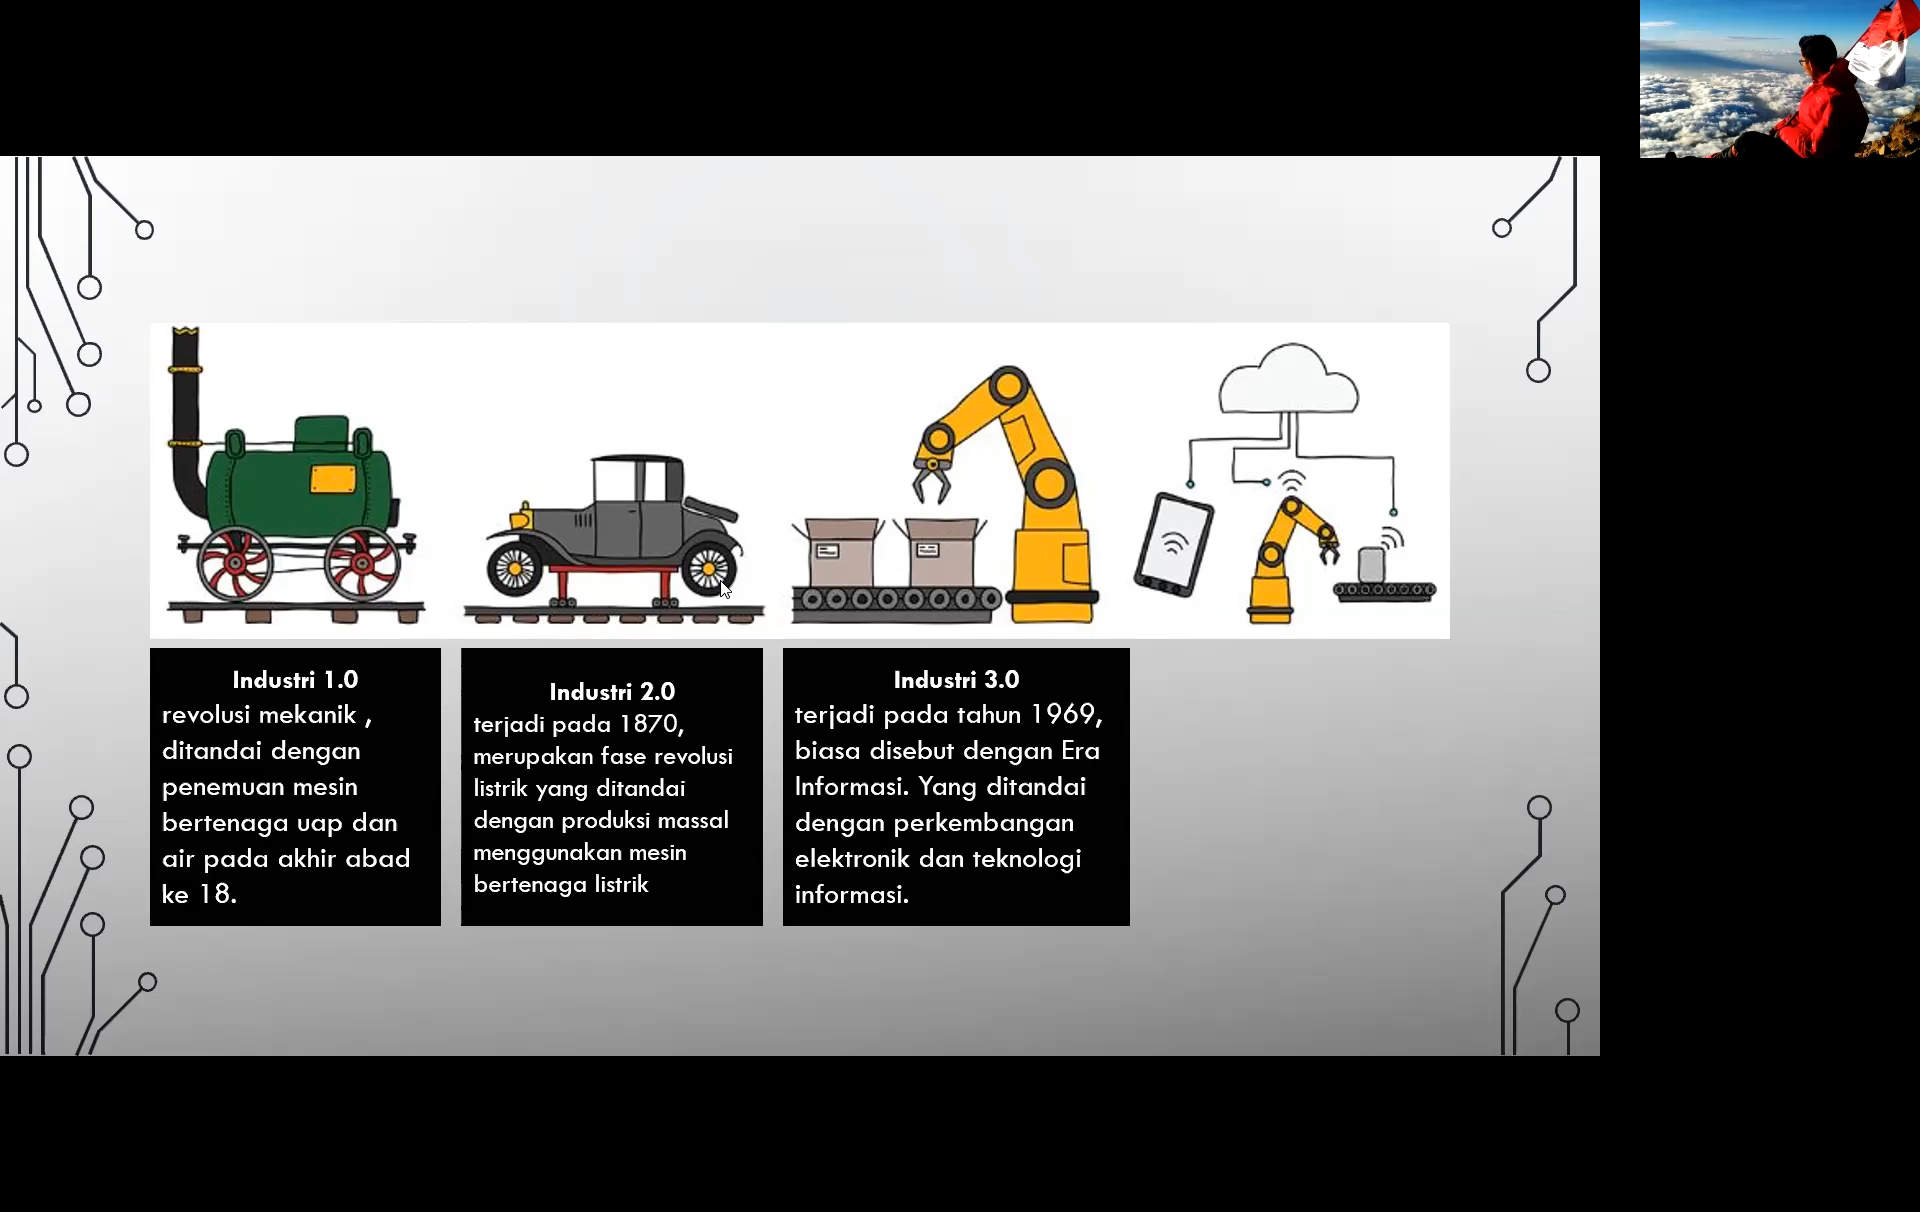 Industri 1.0
revolusi mekanik ,
ditandai dengan
penemuan mesin
bertenaga uap dan
air pada akhir abad
ke 18.
Industri 2.0
terjadi pada 1870,
merupakan fase revolusi
listrik yang ditandai
dengan produksi massal
menggunakan mesin
bertenaga listrik
Industri 3.0
terjadi pada tahun 1969,
biasa disebut dengan Era
Informasi. Yang ditandai
dengan perkembangan
elektronik dan teknologi
informasi.